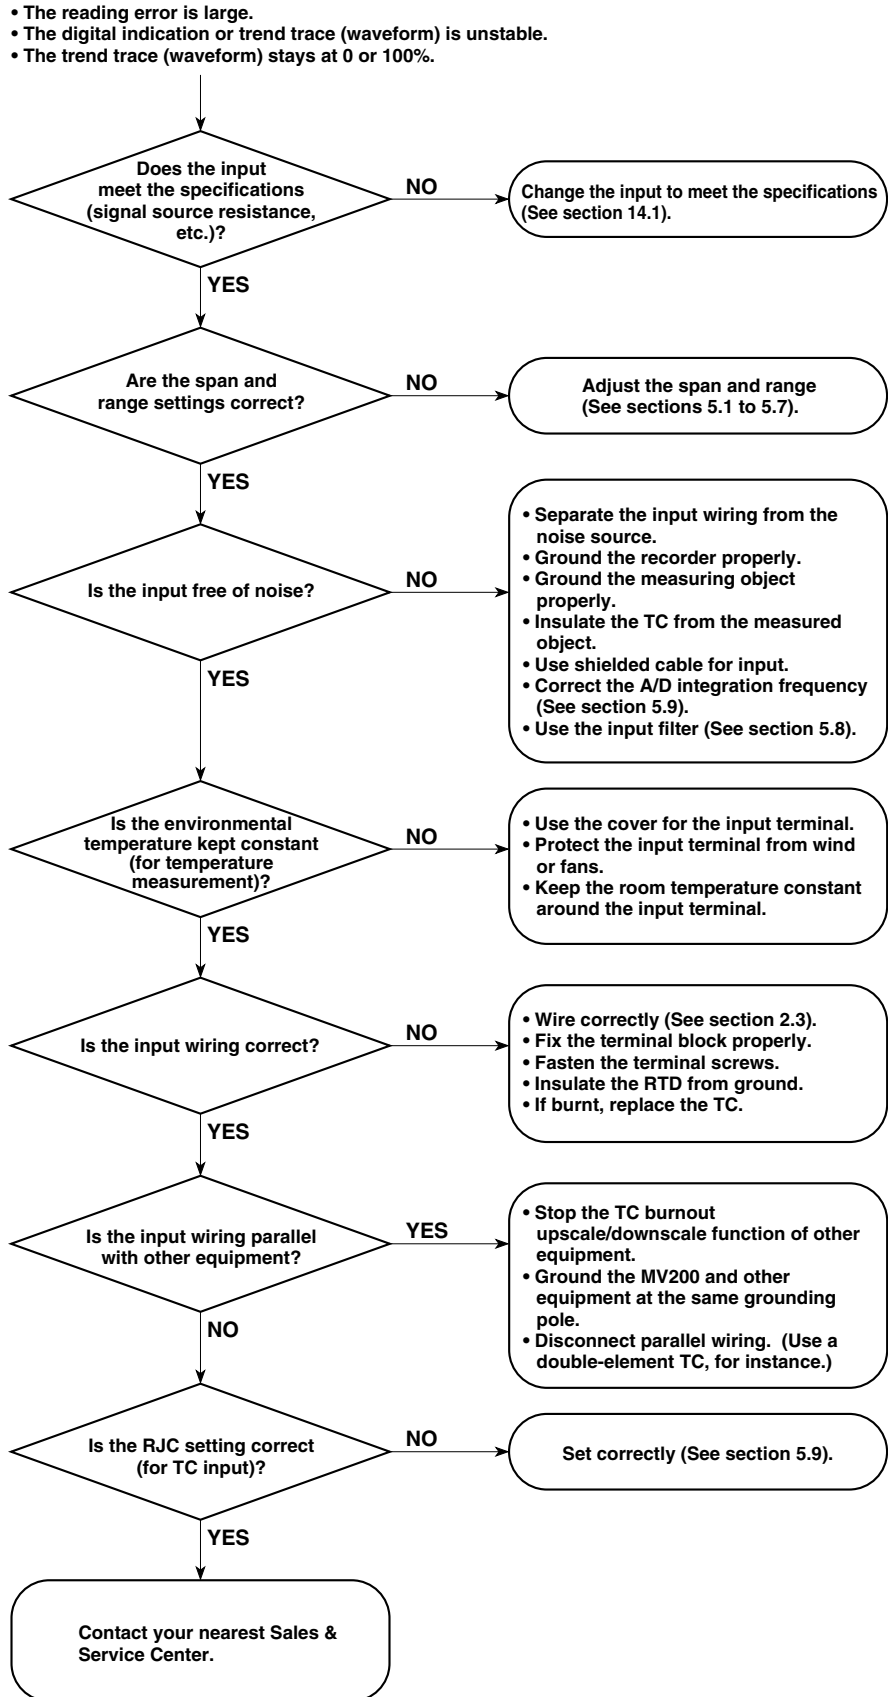 • The reading error is large.
• The digital indication or trend trace (waveform) is unstable.
• The trend trace (waveform) stays at 0 or 100%.
Does the input
meet the specifications
(signal source resistance,
etc.)?
NO
Change the input to meet the specifications
(See section 14.1).
YES
Are the span and
range settings correct?
NO
Adjust the span and range
(See sections 5.1 to 5.7).
YES
Is the input free of noise?
NO
• Separate the input wiring from the
noise source.
• Ground the recorder properly.
• Ground the measuring object
properly.
• Insulate the TC from the measured
object.
• Use shielded cable for input.
• Correct the A/D integration frequency
(See section 5.9).
• Use the input filter (See section 5.8).
YES
Is the environmental
temperature kept constant
(for temperature
measurement)?
NO
• Use the cover for the input terminal.
• Protect the input terminal from wind
or fans.
• Keep the room temperature constant
around the input terminal.
YES
Is the input wiring correct?
NO
• Wire correctly (See section 2.3).
• Fix the terminal block properly.
• Fasten the terminal screws.
• Insulate the RTD from ground.
• If burnt, replace the TC.
YES
Is the input wiring parallel
with other equipment?
YES
• Stop the TC burnout
upscale/downscale function of other
equipment.
• Ground the MV200 and other
equipment at the same grounding
pole.
• Disconnect parallel wiring. (Use a
double-element TC, for instance.)
NO
Is the RJC setting correct
(for TC input)?
NO
Set correctly (See section 5.9).
YES
Contact your nearest Sales &
Service Center.